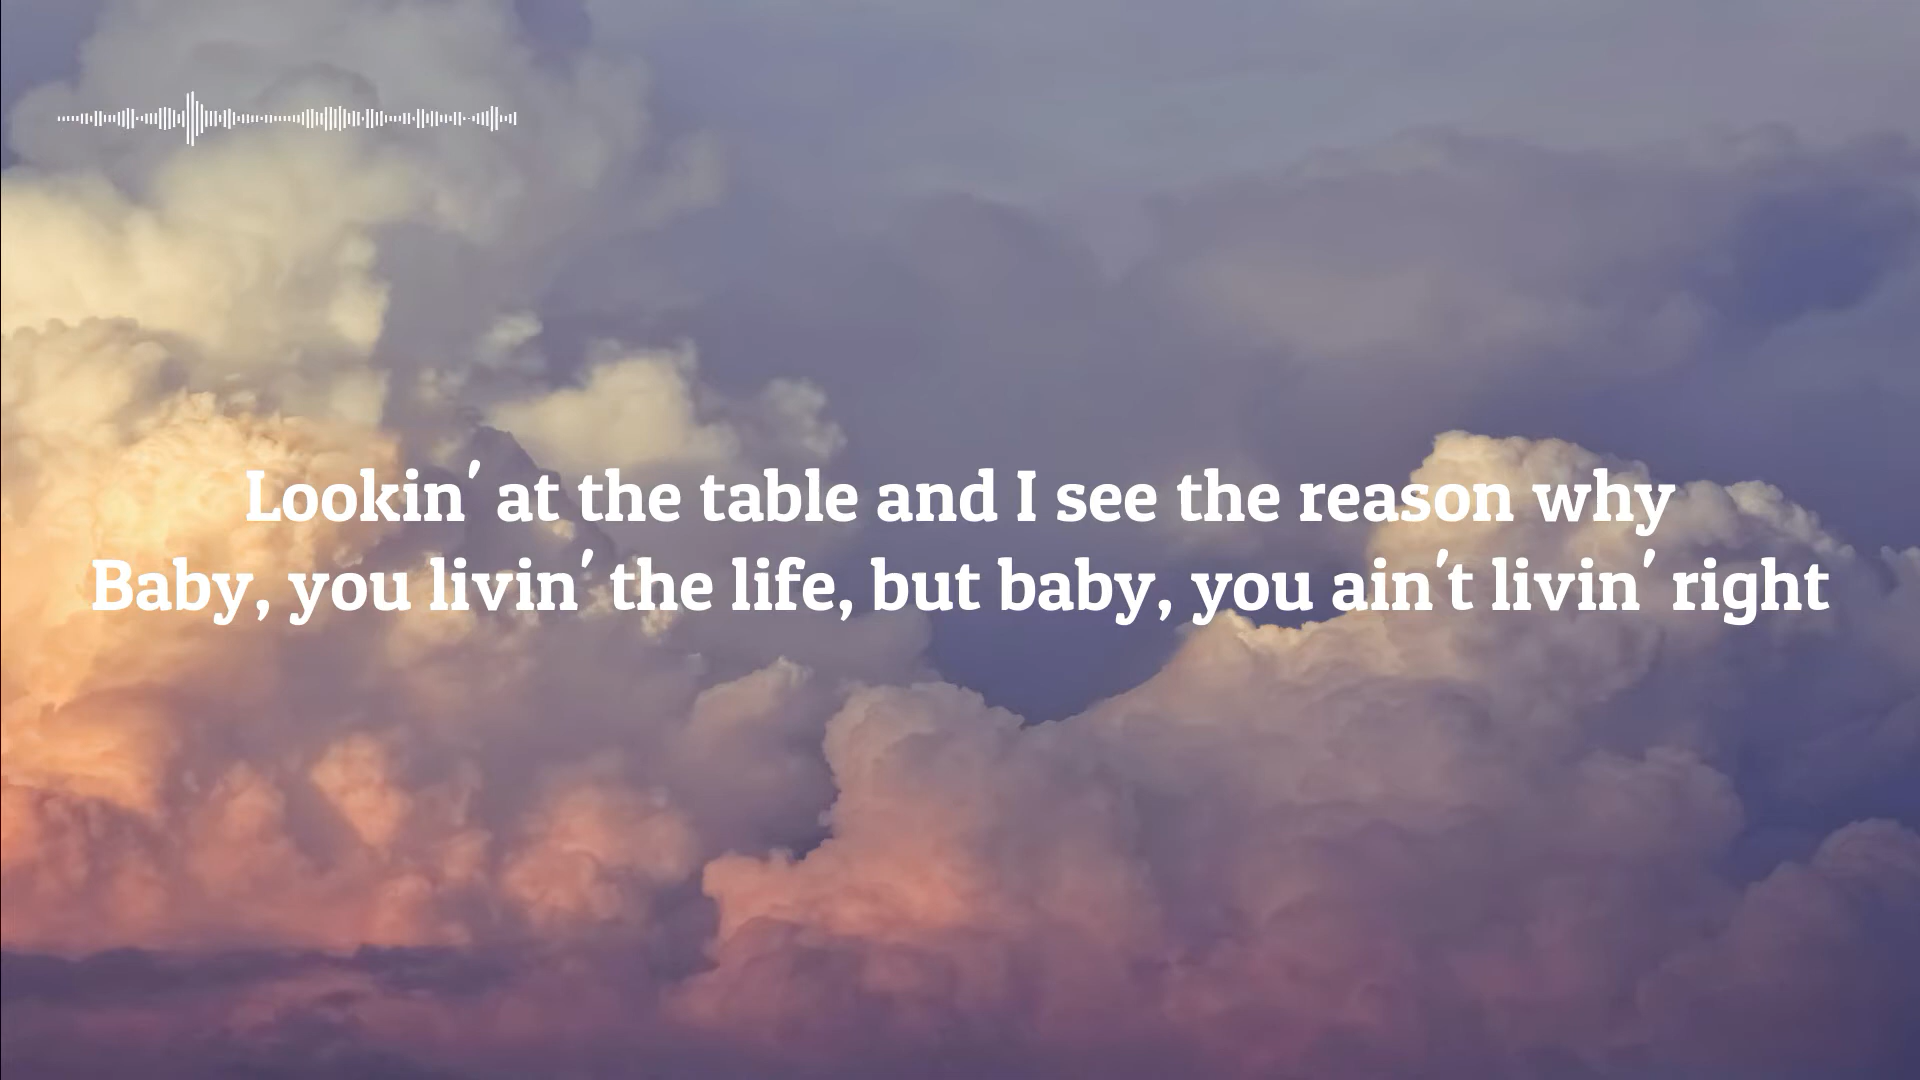 Lookin' at the table and I see the reason why
Baby, you livin' the life, but baby, you ain't livin' right